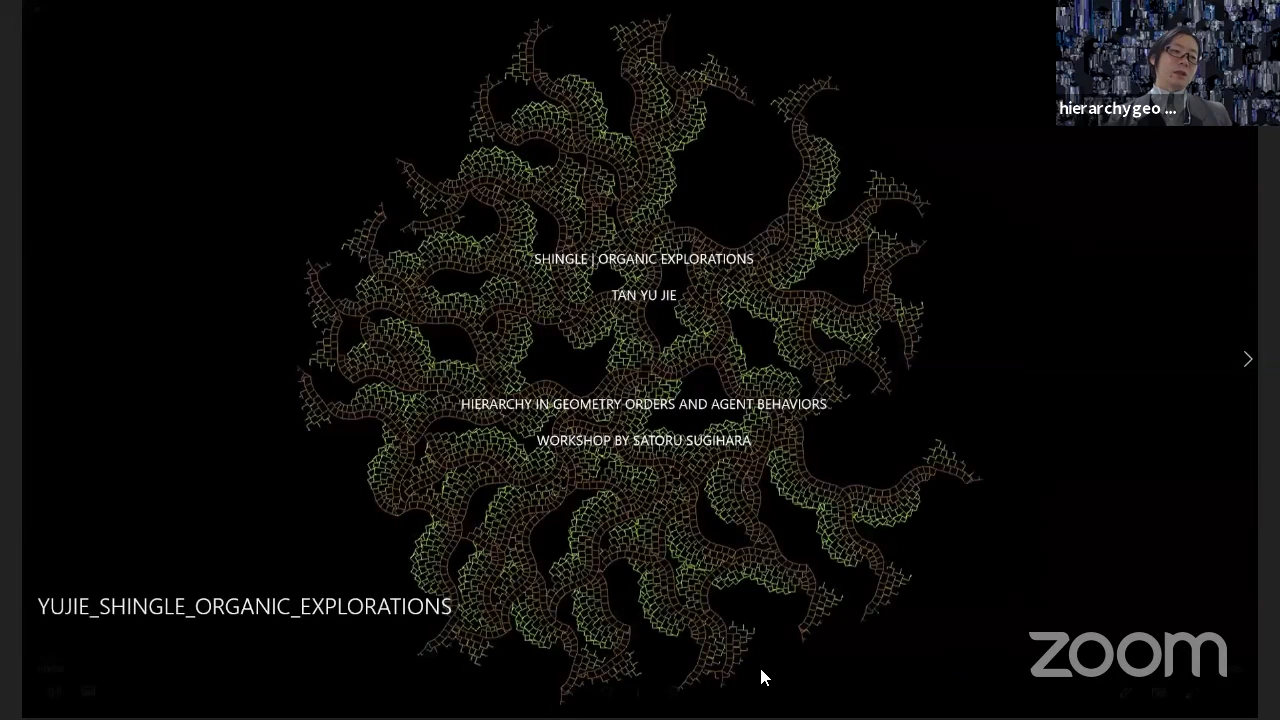 hierarchygeo ...
SHINGLE | ORGANIC EXPLORATIONS
TAN YU JIE
HIERARCHY IN GEOMETRY ORDERS AND AGENT BEHAVIORS
WORKSHOP BY SATORU SUGIHARA
YUJIE_SHINGLE_ORGANIC_EXPLORATIONS
zoom